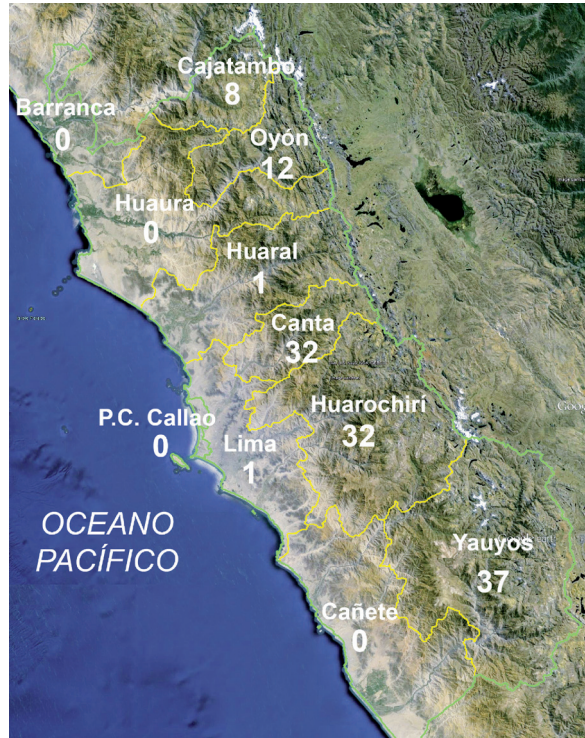 Cajatambo
8
Barranca
0
Oyón
12
Huaura
0
Huaral
1
Canta
32
Huarochirí
32
P.C. Callao
0
Lima
1
OCEANO
PACÍFICO
Yauyos
37
Cañete
0